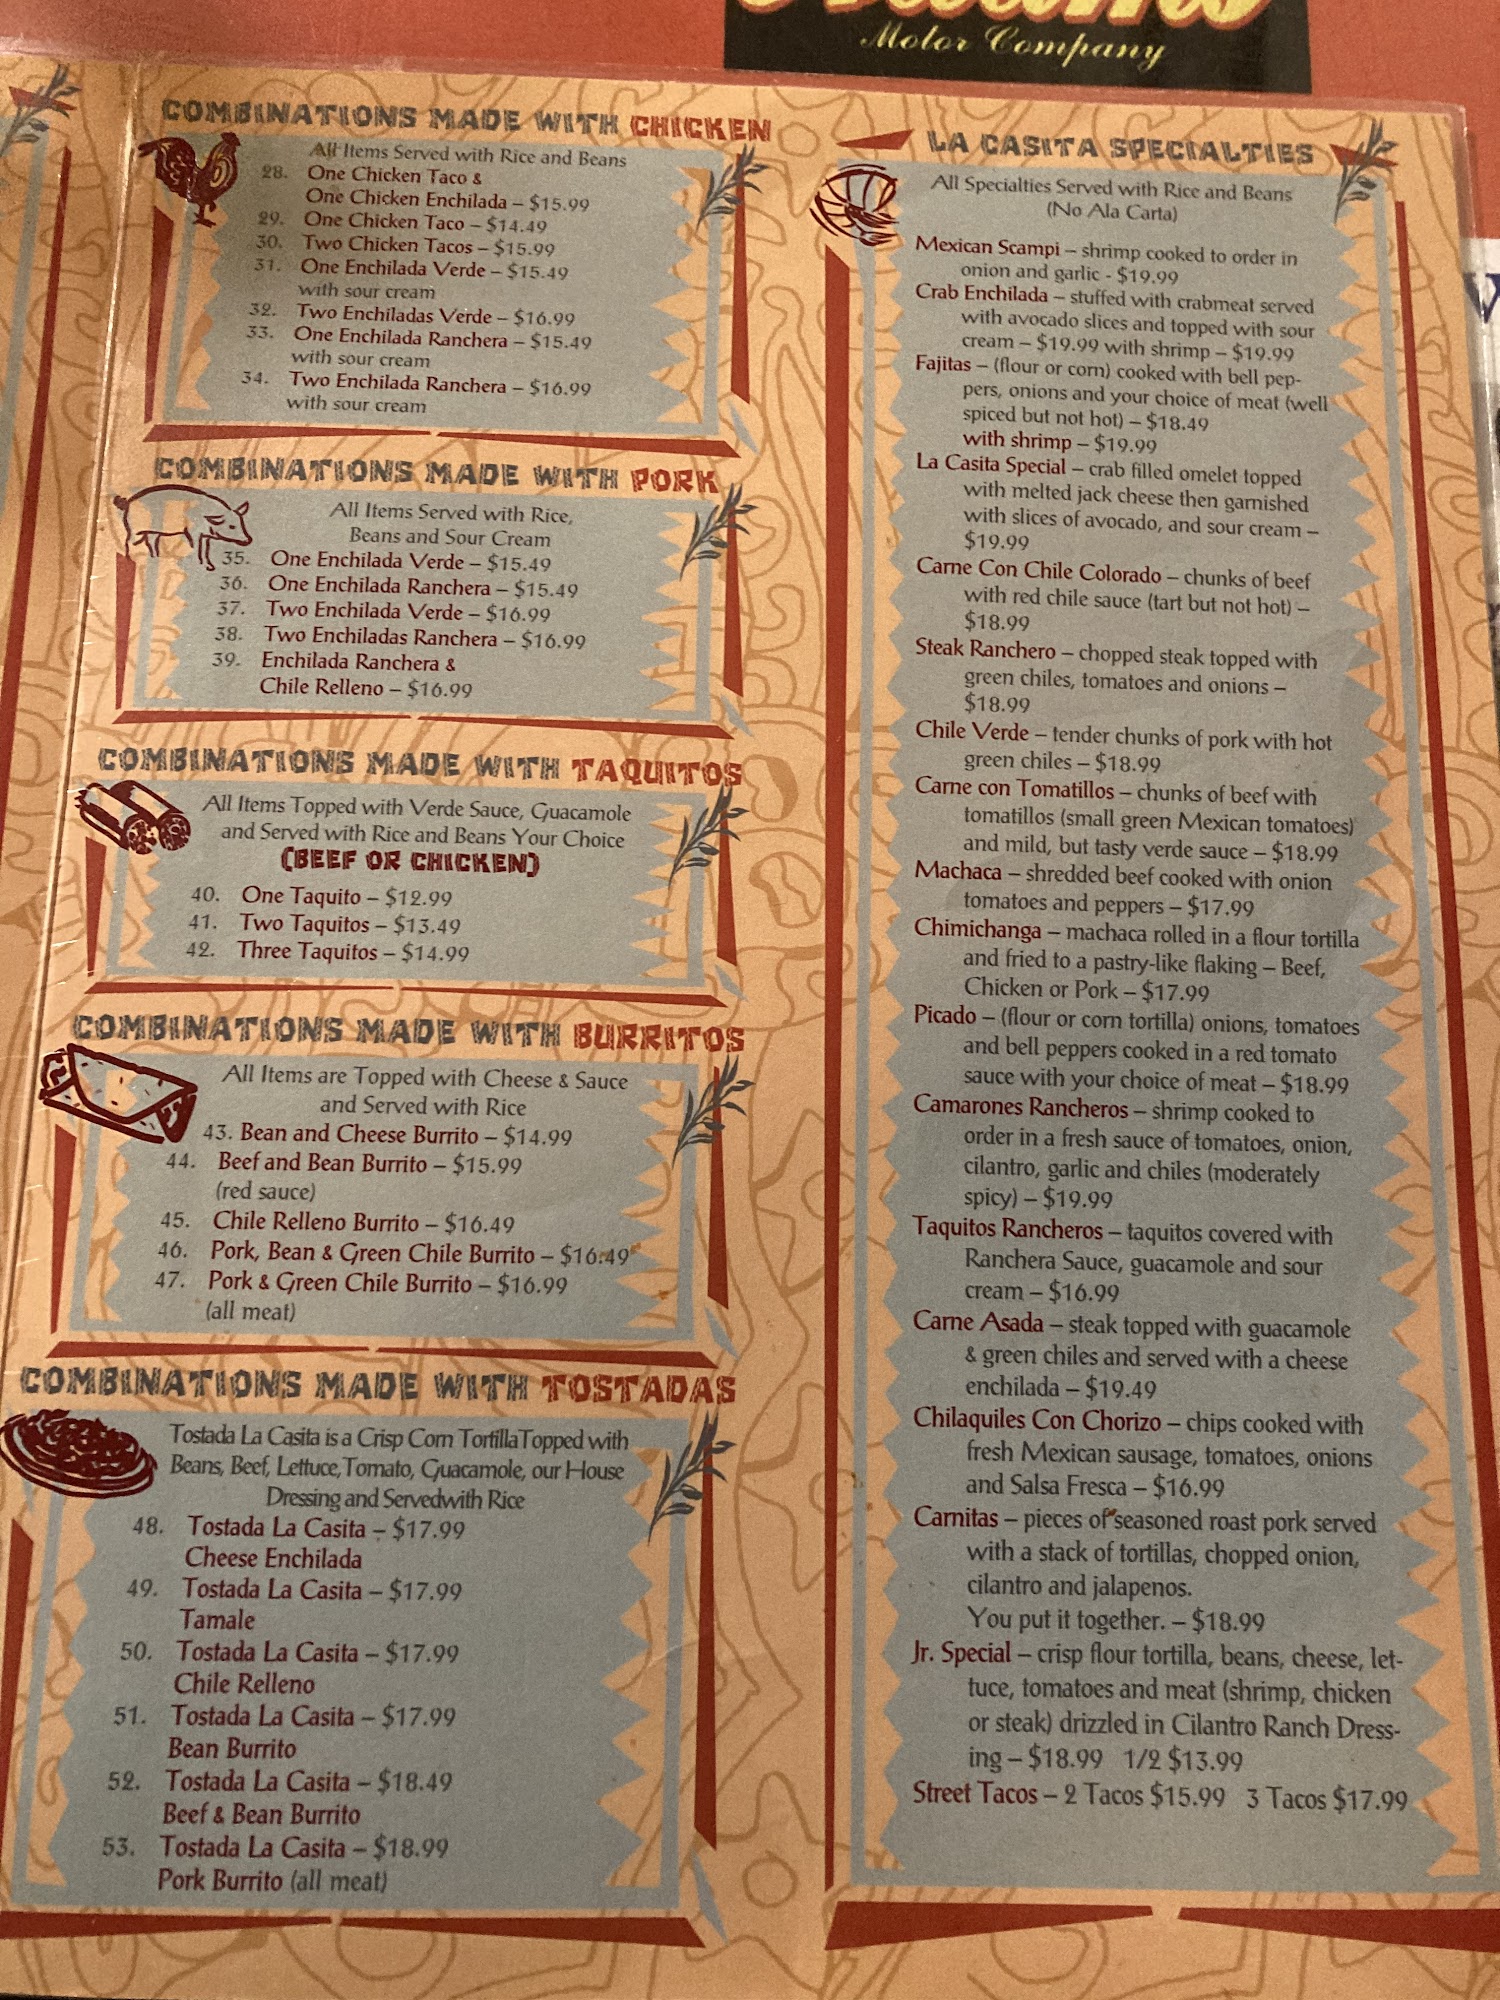 Motor Company
COMBINATIONS MADE WITH CHICKEN
All Items Served with Rice and Beans
28. One Chicken Taco &
One Chicken Enchilada – $15.99
29. One Chicken Taco – $14.49
30. Two Chicken Tacos – $15.99
31. One Enchilada Verde – $15.49
with sour cream
32. Two Enchiladas Verde – $16.99
33. One Enchilada Ranchera – $15.49
with sour cream
34. Two Enchilada Ranchera – $16.99
with sour cream
COMBINATIONS MADE WITH PORK
All Items Served with Rice,
Beans and Sour Cream
35. One Enchilada Verde – $15.49
36. One Enchilada Ranchera – $15.49
37. Two Enchilada Verde – $16.99
38. Two Enchiladas Ranchera – $16.99
39. Enchilada Ranchera &
Chile Relleno – $16.99
COMBINATIONS MADE WITH TAQUITOS
All Items Topped with Verde Sauce, Guacamole
and Served with Rice and Beans Your Choice
(BEEF OR CHICKEN)
40. One Taquito – $12.99
41. Two Taquitos – $13.49
42. Three Taquitos – $14.99
COMBINATIONS MADE WITH BURRITOS
All Items are Topped with Cheese & Sauce
and Served with Rice
43. Bean and Cheese Burrito – $14.99
44. Beef and Bean Burrito – $15.99
(red sauce)
45. Chile Relleno Burrito – $16.49
46. Pork, Bean & Green Chile Burrito – $16.49
47. Pork & Green Chile Burrito – $16.99
(all meat)
COMBINATIONS MADE WITH TOSTADAS
Tostada La Casita is a Crisp Corn Tortilla Topped with
Beans, Beef, Lettuce, Tomato, Guacamole, our House
Dressing and Servedwith Rice
48. Tostada La Casita – $17.99
Cheese Enchilada
49. Tostada La Casita – $17.99
Tamale
50. Tostada La Casita – $17.99
Chile Relleno
51. Tostada La Casita – $17.99
Bean Burrito
52. Tostada La Casita – $18.49
Beef & Bean Burrito
53. Tostada La Casita – $18.99
Pork Burrito (all meat)
LA CASITA SPECIALTIES
All Specialties Served with Rice and Beans
(No Ala Carta)
Mexican Scampi – shrimp cooked to order in
onion and garlic - $19.99
Crab Enchilada – stuffed with crabmeat served
with avocado slices and topped with sour
cream – $19.99 with shrimp – $19.99
Fajitas – (flour or corn) cooked with bell pep-
pers, onions and your choice of meat (well
spiced but not hot) – $18.49
with shrimp – $19.99
La Casita Special – crab filled omelet topped
with melted jack cheese then garnished
with slices of avocado, and sour cream –
$19.99
Carne Con Chile Colorado – chunks of beef
with red chile sauce (tart but not hot) –
$18.99
Steak Ranchero – chopped steak topped with
green chiles, tomatoes and onions –
$18.99
Chile Verde – tender chunks of pork with hot
green chiles – $18.99
Carne con Tomatillos – chunks of beef with
tomatillos (small green Mexican tomatoes)
and mild, but tasty verde sauce – $18.99
Machaca – shredded beef cooked with onion
tomatoes and peppers – $17.99
Chimichanga – machaca rolled in a flour tortilla
and fried to a pastry-like flaking – Beef,
Chicken or Pork – $17.99
Picado – (flour or corn tortilla) onions, tomatoes
and bell peppers cooked in a red tomato
sauce with your choice of meat – $18.99
Camarones Rancheros – shrimp cooked to
order in a fresh sauce of tomatoes, onion,
cilantro, garlic and chiles (moderately
spicy) – $19.99
Taquitos Rancheros – taquitos covered with
Ranchera Sauce, guacamole and sour
cream – $16.99
Carne Asada – steak topped with guacamole
& green chiles and served with a cheese
enchilada – $19.49
Chilaquiles Con Chorizo – chips cooked with
fresh Mexican sausage, tomatoes, onions
and Salsa Fresca – $16.99
Carnitas – pieces of seasoned roast pork served
with a stack of tortillas, chopped onion,
cilantro and jalapenos.
You put it together. – $18.99
Jr. Special – crisp flour tortilla, beans, cheese, let-
tuce, tomatoes and meat (shrimp, chicken
or steak) drizzled in Cilantro Ranch Dress-
ing – $18.99 1/2 $13.99
Street Tacos – 2 Tacos $15.99 3 Tacos $17.99